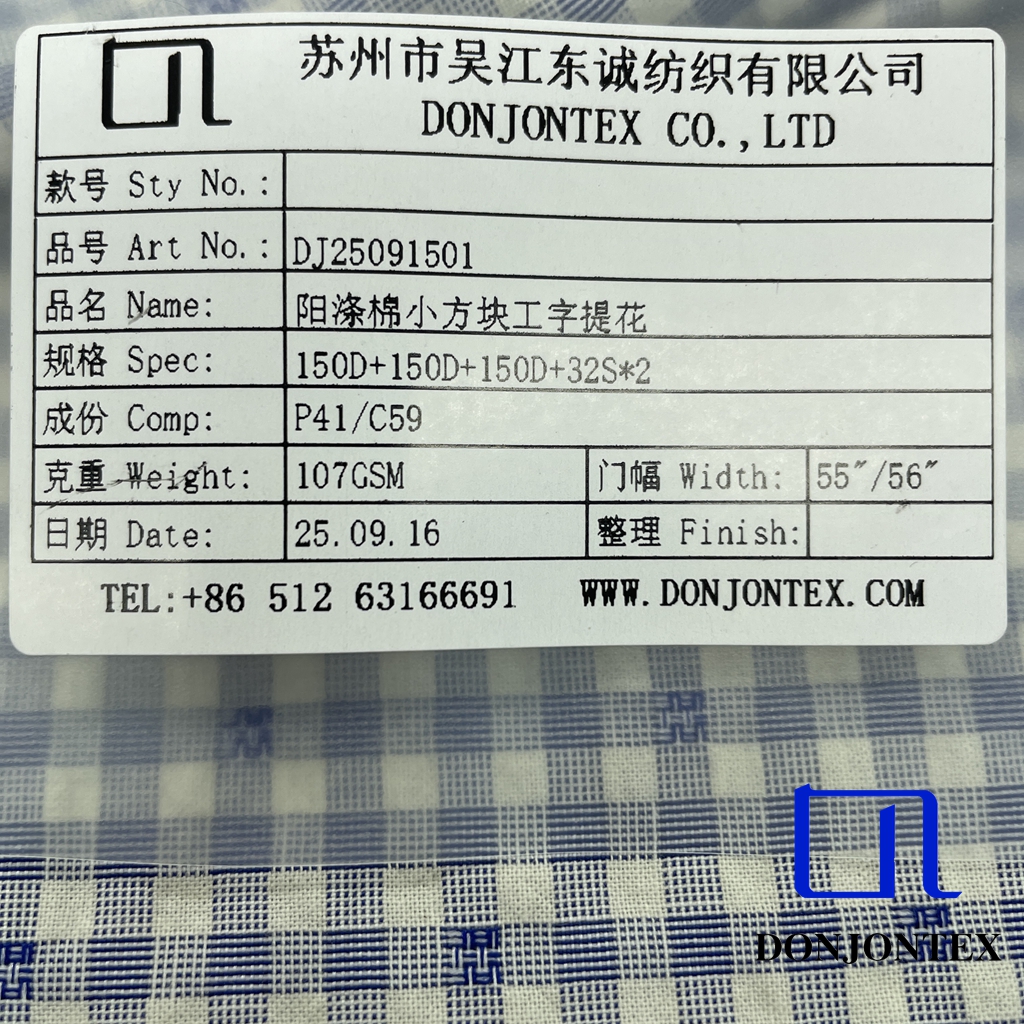 苏州市吴江东诚纺织有限公司
DONJONTEX CO.,LTD
款号 Sty No.:
品号 Art No.: DJ25091501
品名 Name: 阳涤棉小方块工字提花
规格 Spec: 150D+150D+150D+32S*2
成份 Comp: P41/C59
克重 Weight: 107GSM 门幅 Width: 55″/56″
日期 Date: 25.09.16 整理 Finish:
TEL:+86 512 63166691 WWW.DONJONTEX.COM
DONJONTEX